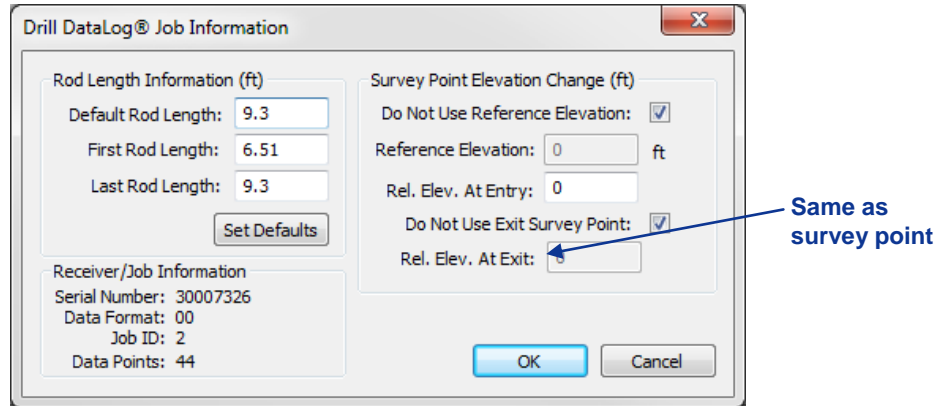 Drill DataLog® Job Information
Rod Length Information (ft)
Default Rod Length: 9.3
First Rod Length: 6.51
Last Rod Length: 9.3
Set Defaults
Receiver/Job Information
Serial Number: 30007326
Data Format: 00
Job ID: 2
Data Points: 44
Survey Point Elevation Change (ft)
Do Not Use Reference Elevation:
Reference Elevation: 0 ft
Rel. Elev. At Entry: 0
Do Not Use Exit Survey Point:
Rel. Elev. At Exit:
OK Cancel
Same as
survey point